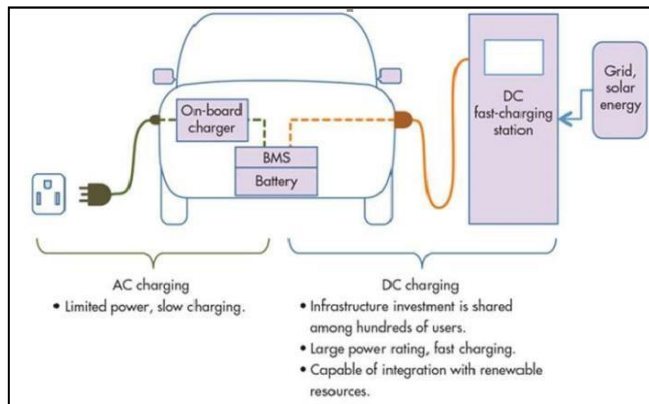 On-board
charger
BMS
Battery
DC
fast-charging
station
Grid,
solar
energy
AC charging
• Limited power, slow charging.
DC charging
• Infrastructure investment is shared
among hundreds of users.
• Large power rating, fast charging.
• Capable of integration with renewable
resources.